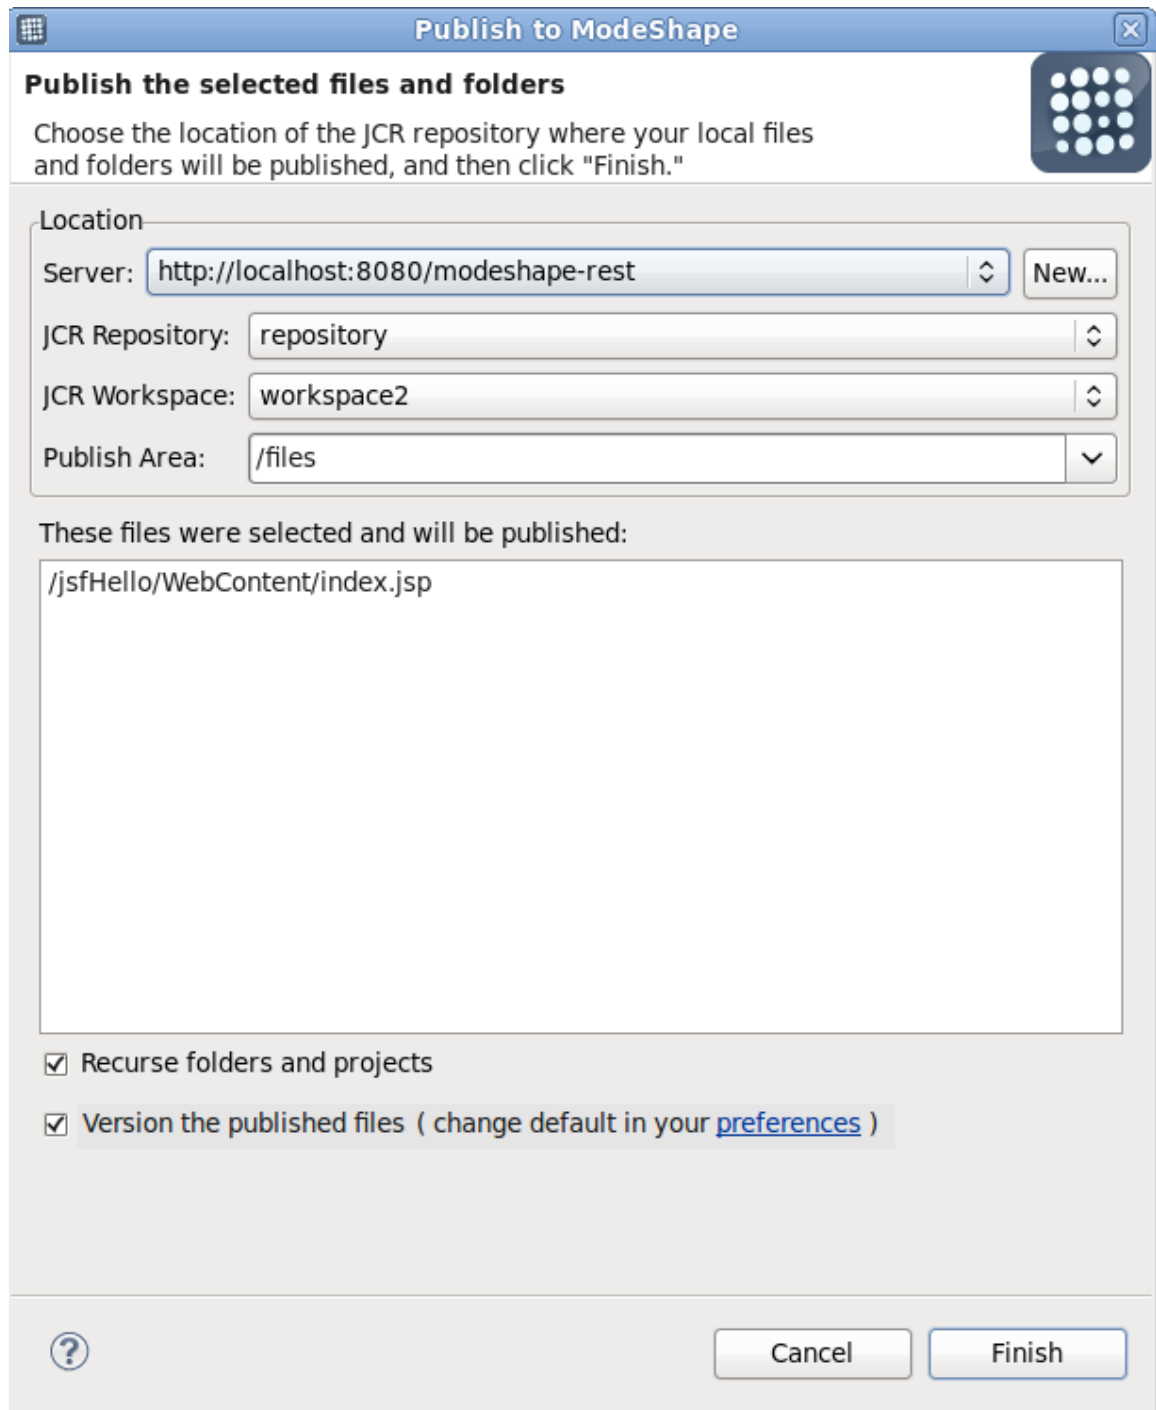 Publish to ModeShape
Publish the selected files and folders
Choose the location of the JCR repository where your local files
and folders will be published, and then click "Finish."
Location
Server: http://localhost:8080/modeshape-rest New...
JCR Repository: repository
JCR Workspace: workspace2
Publish Area: /files
These files were selected and will be published:
/jsfHello/WebContent/index.jsp
Recurse folders and projects
Version the published files ( change default in your preferences )
? Cancel Finish